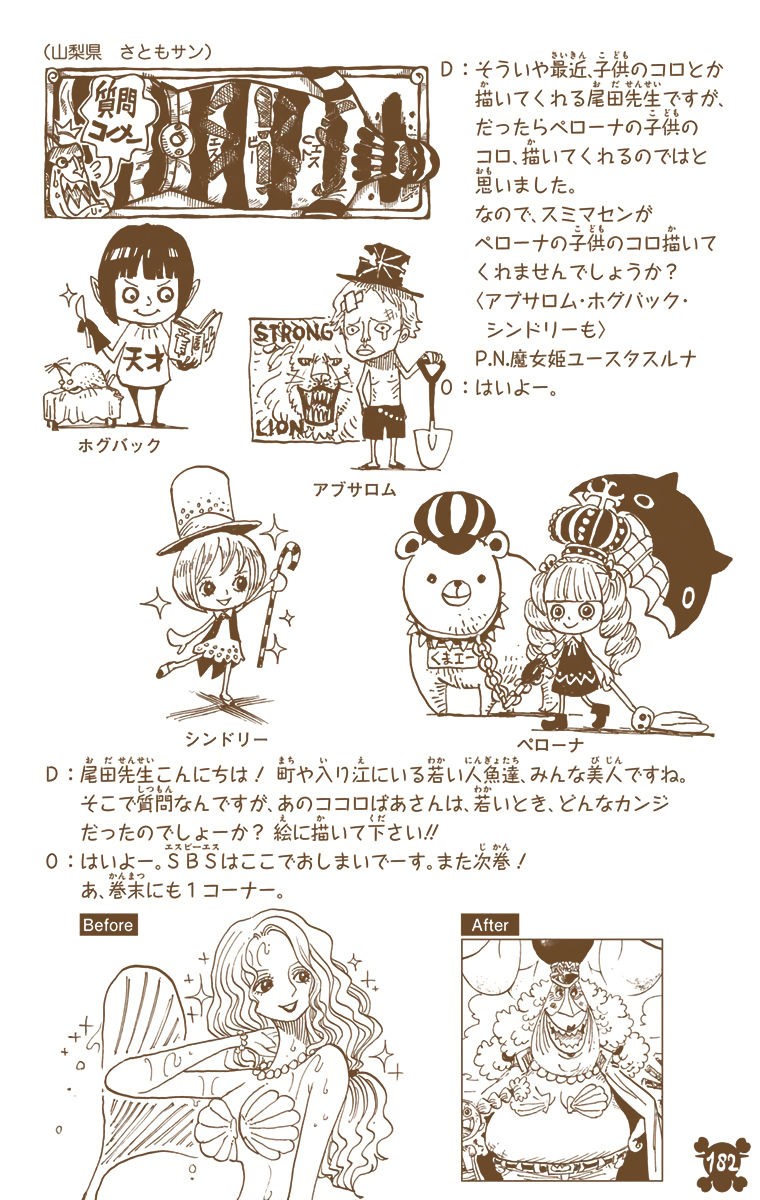 (山梨県 さともサン)
質問
コ〜ナ〜
エス
ビー
エス
D:そういや最近、子供のコロとか
描いてくれる尾田先生ですが、
だったらペローナの子供の
コロ、描いてくれるのではと
思いました。
なので、スミマセンが
ペローナの子供のコロ描いて
くれませんでしょうか?
〈アブサロム・ホグバック・
シンドリーも〉
P.N.魔女姫ユースタスルナ
O:はいよー。
天才
ホグバック
STRONG
LION
アブサロム
シンドリー
くまエー
ペローナ
D:尾田先生こんにちは! 町や入り江にいる若い人魚達、みんな美人ですね。
そこで質問なんですが、あのココロばあさんは、若いとき、どんなカンジ
だったのでしょーか? 絵に描いて下さい!!
O:はいよー。SBSはここでおしまいでーす。また次巻!
あ、巻末にも1コーナー。
Before
After
182